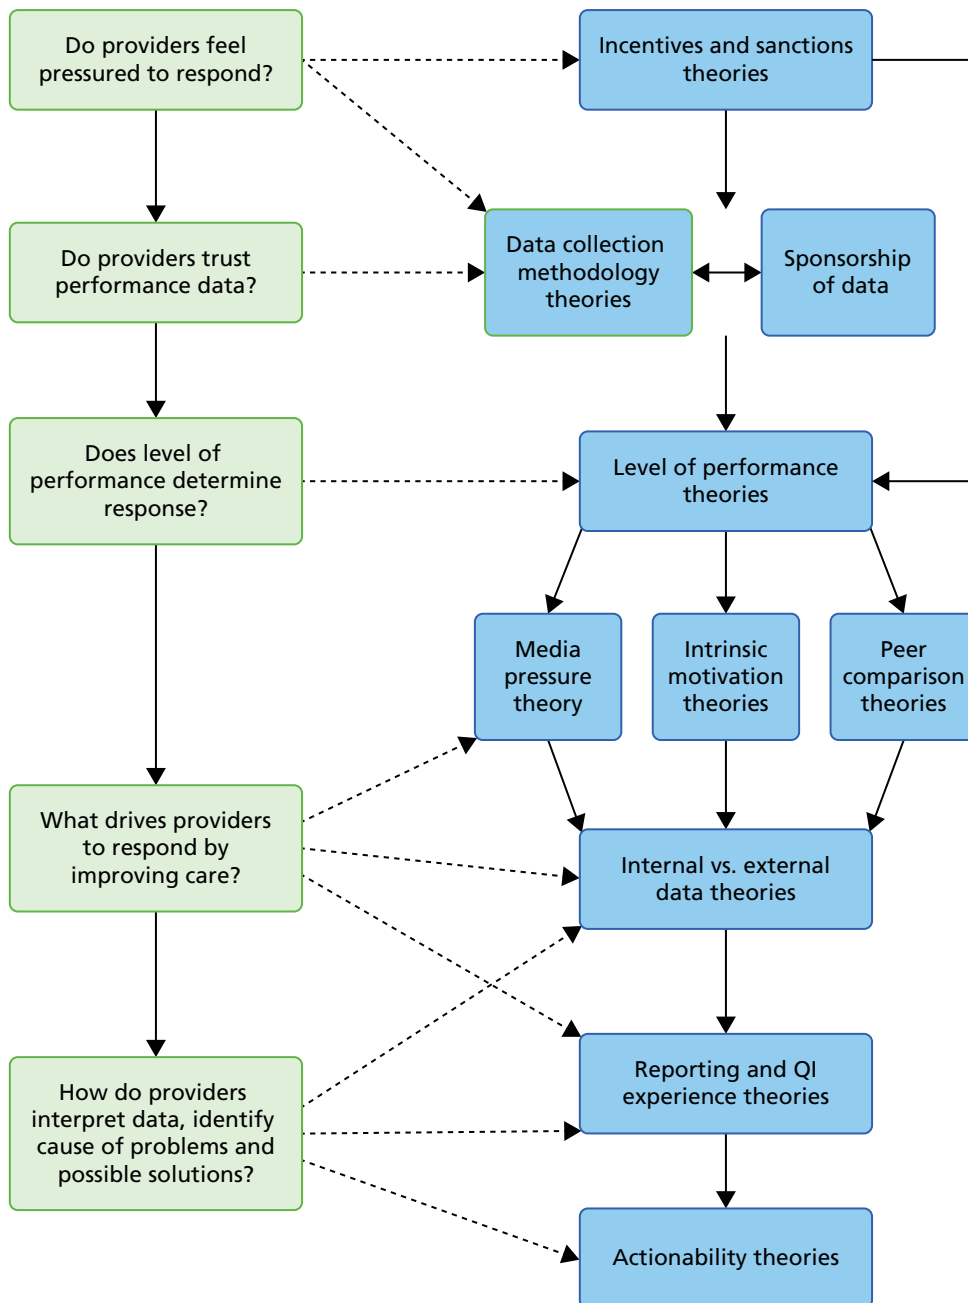 Do providers feel
pressured to respond?
Incentives and sanctions
theories
Do providers trust
performance data?
Data collection
methodology
theories
Sponsorship
of data
Does level of
performance determine
response?
Level of performance
theories
Media
pressure
theory
Intrinsic
motivation
theories
Peer
comparison
theories
What drives providers
to respond by
improving care?
Internal vs. external
data theories
How do providers
interpret data, identify
cause of problems and
possible solutions?
Reporting and QI
experience theories
Actionability theories